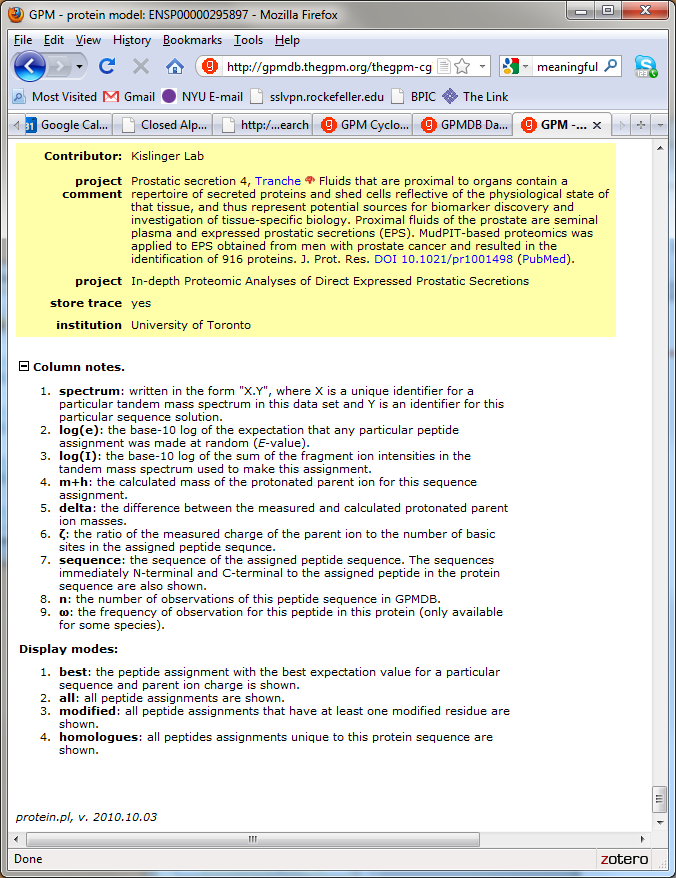 GPM - protein model: ENSP00000295897 - Mozilla Firefox
File Edit View History Bookmarks Tools Help
g http://gpmdb.thegpm.org/thegpm-cg meaningful
Most Visited Gmail NYU E-mail sslvpn.rockefeller.edu BPIC The Link
31 Google Cal... Closed Alp... http:/...earch g GPM Cyclo... g GPMDB Da... g GPM -...
Contributor: Kislinger Lab
project Prostatic secretion 4, Tranche Fluids that are proximal to organs contain a
comment repertoire of secreted proteins and shed cells reflective of the physiological state of
that tissue, and thus represent potential sources for biomarker discovery and
investigation of tissue-specific biology. Proximal fluids of the prostate are seminal
plasma and expressed prostatic secretions (EPS). MudPIT-based proteomics was
applied to EPS obtained from men with prostate cancer and resulted in the
identification of 916 proteins. J. Prot. Res. DOI 10.1021/pr1001498 (PubMed).
project In-depth Proteomic Analyses of Direct Expressed Prostatic Secretions
store trace yes
institution University of Toronto
Column notes.
1. spectrum: written in the form "X.Y", where X is a unique identifier for a
particular tandem mass spectrum in this data set and Y is an identifier for this
particular sequence solution.
2. log(e): the base-10 log of the expectation that any particular peptide
assignment was made at random (E-value).
3. log(I): the base-10 log of the sum of the fragment ion intensities in the
tandem mass spectrum used to make this assignment.
4. m+h: the calculated mass of the protonated parent ion for this sequence
assignment.
5. delta: the difference between the measured and calculated protonated parent
ion masses.
6. ζ: the ratio of the measured charge of the parent ion to the number of basic
sites in the assigned peptide sequnce.
7. sequence: the sequence of the assigned peptide sequence. The sequences
immediately N-terminal and C-terminal to the assigned peptide in the protein
sequence are also shown.
8. n: the number of observations of this peptide sequence in GPMDB.
9. ω: the frequency of observation for this peptide in this protein (only available
for some species).
Display modes:
1. best: the peptide assignment with the best expectation value for a particular
sequence and parent ion charge is shown.
2. all: all peptide assignments are shown.
3. modified: all peptide assignments that have at least one modified residue are
shown.
4. homologues: all peptides assignments unique to this protein sequence are
shown.
protein.pl, v. 2010.10.03
Done zotero